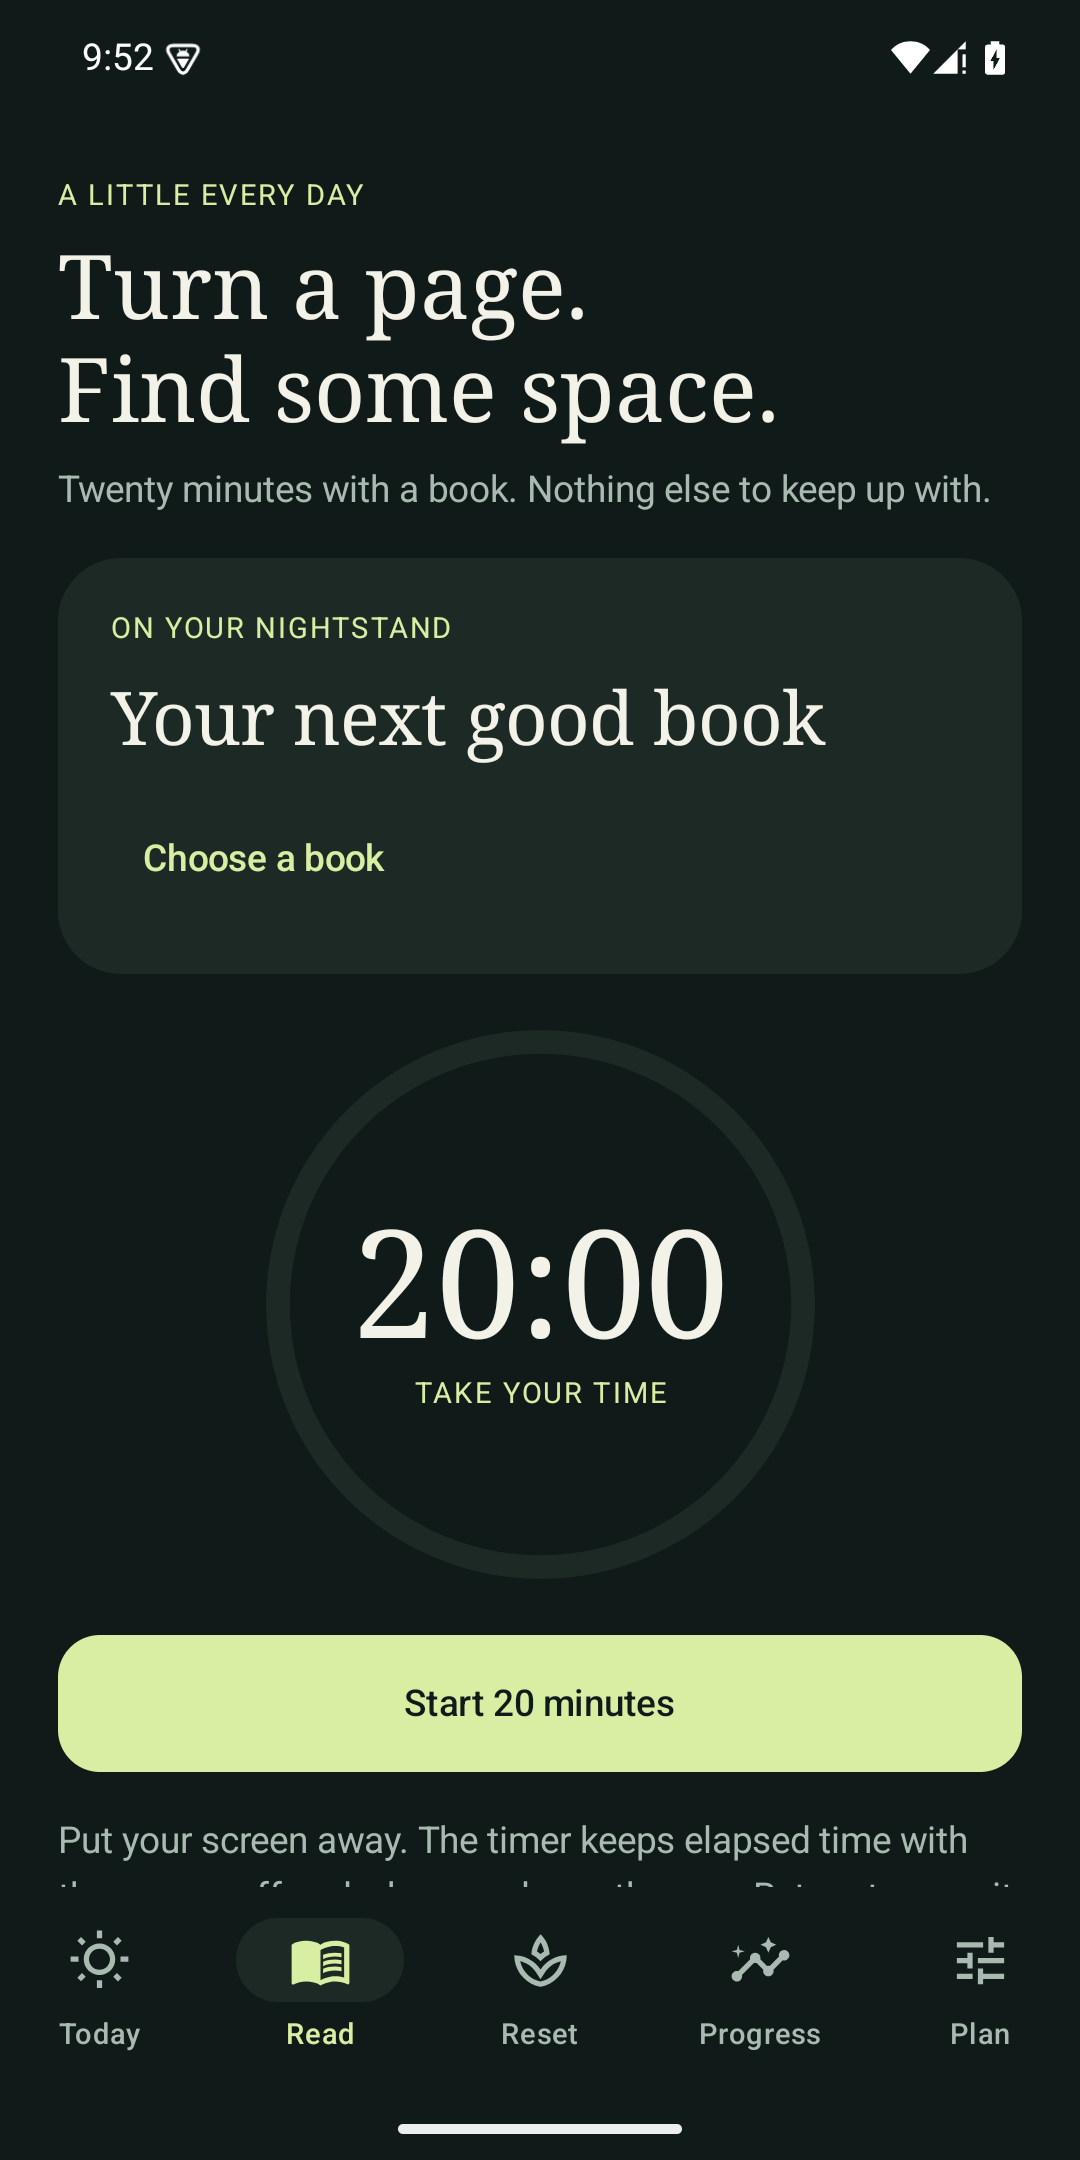 9:52
A LITTLE EVERY DAY
Turn a page.
Find some space.
Twenty minutes with a book. Nothing else to keep up with.
ON YOUR NIGHTSTAND
Your next good book
Choose a book
20:00
TAKE YOUR TIME
Start 20 minutes
Put your screen away. The timer keeps elapsed time with
Today
Read
Reset
Progress
Plan